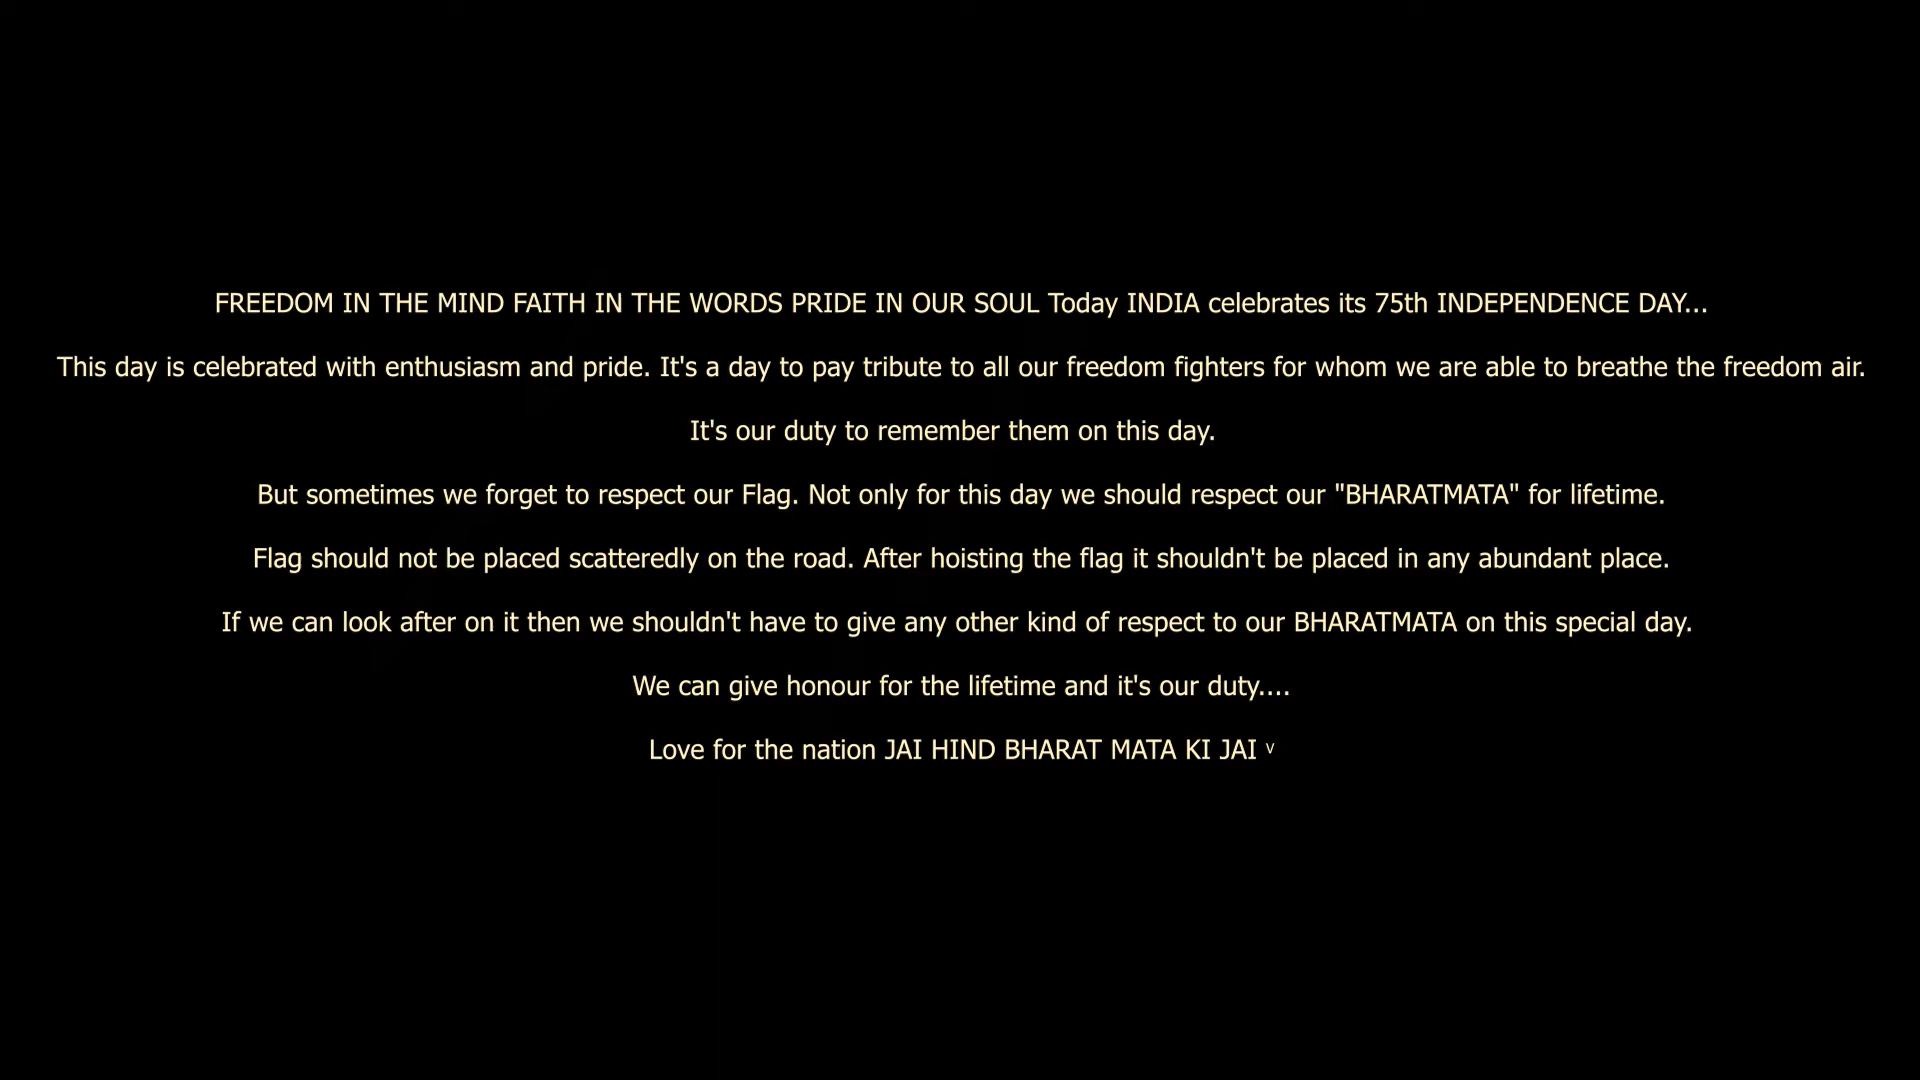 FREEDOM IN THE MIND FAITH IN THE WORDS PRIDE IN OUR SOUL Today INDIA celebrates its 75th INDEPENDENCE DAY...
This day is celebrated with enthusiasm and pride. It's a day to pay tribute to all our freedom fighters for whom we are able to breathe the freedom air.
It's our duty to remember them on this day.
But sometimes we forget to respect our Flag. Not only for this day we should respect our "BHARATMATA" for lifetime.
Flag should not be placed scatteredly on the road. After hoisting the flag it shouldn't be placed in any abundant place.
If we can look after on it then we shouldn't have to give any other kind of respect to our BHARATMATA on this special day.
We can give honour for the lifetime and it's our duty....
Love for the nation JAI HIND BHARAT MATA KI JAI ᵛ